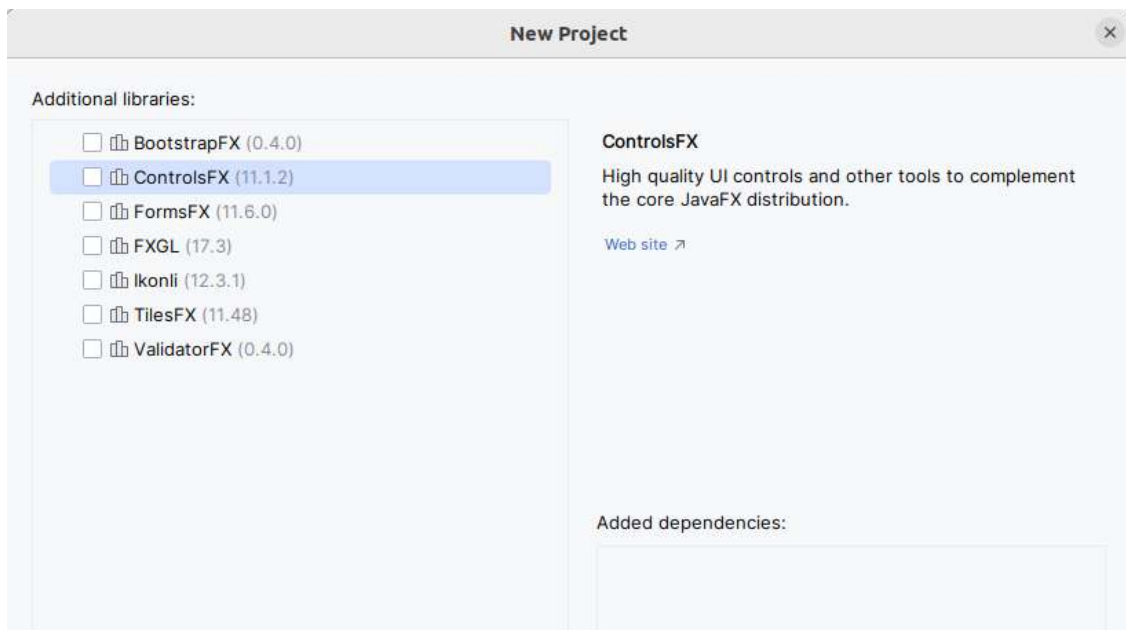 New Project
Additional libraries:
BootstrapFX (0.4.0)
ControlsFX (11.1.2)
FormsFX (11.6.0)
FXGL (17.3)
Ikonli (12.3.1)
TilesFX (11.48)
ValidatorFX (0.4.0)
ControlsFX
High quality UI controls and other tools to complement
the core JavaFX distribution.
Web site ↗
Added dependencies: